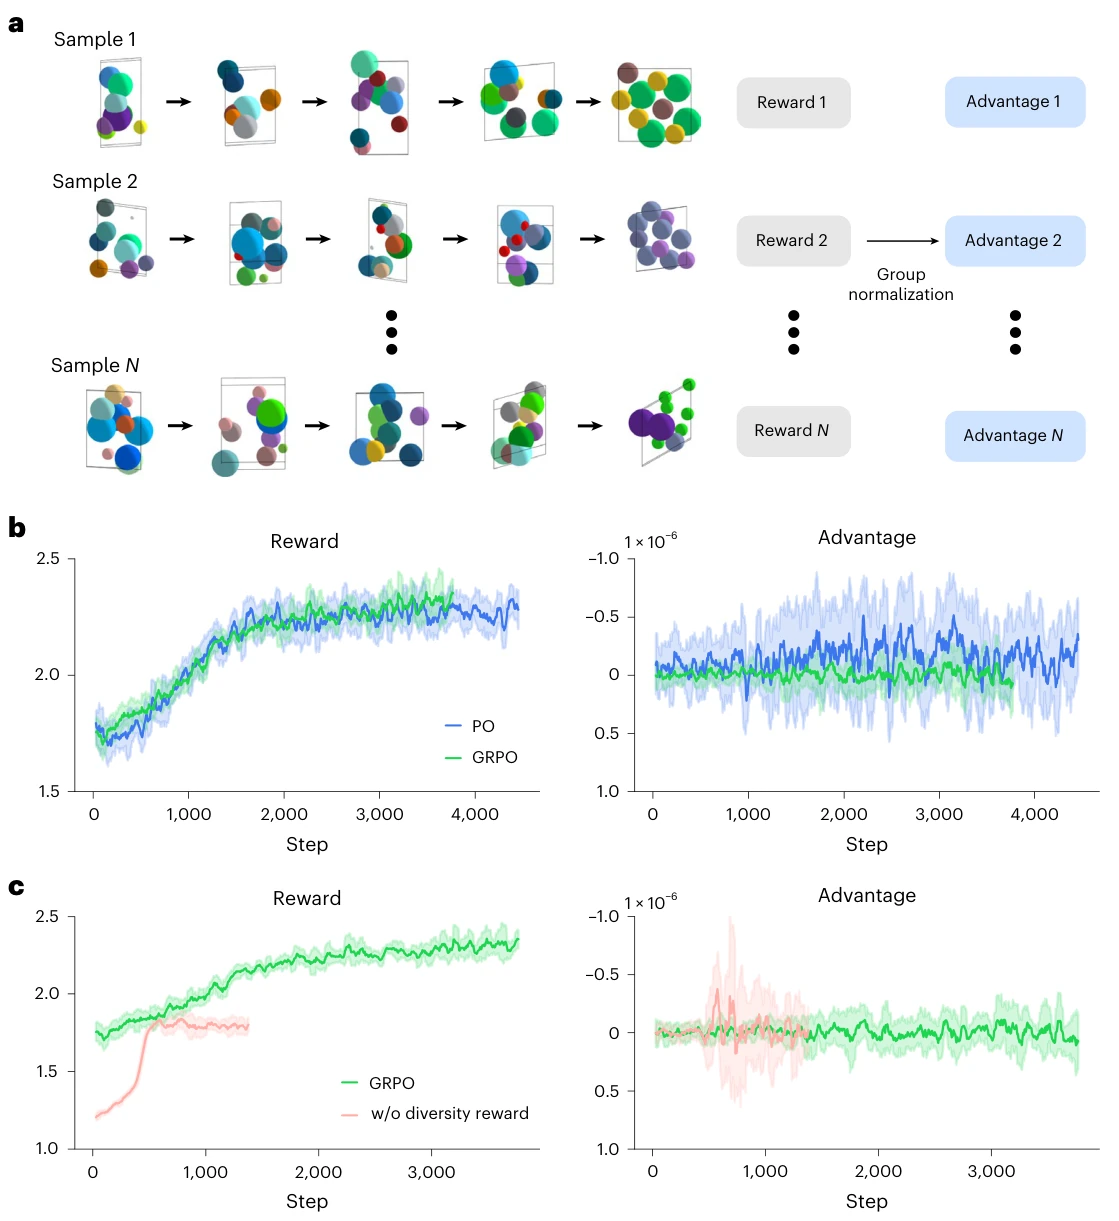 a
Sample 1
Reward 1
Advantage 1
Sample 2
Reward 2
Advantage 2
Group
normalization
Sample N
Reward N
Advantage N
b
Reward
2.5
2.0
1.5
PO
GRPO
0
1,000
2,000
3,000
4,000
Step
Advantage
1 × 10⁻⁶
–1.0
–0.5
0
0.5
1.0
0
1,000
2,000
3,000
4,000
Step
c
Reward
2.5
2.0
1.5
1.0
GRPO
w/o diversity reward
0
1,000
2,000
3,000
Step
Advantage
1 × 10⁻⁶
–1.0
–0.5
0
0.5
1.0
0
1,000
2,000
3,000
Step